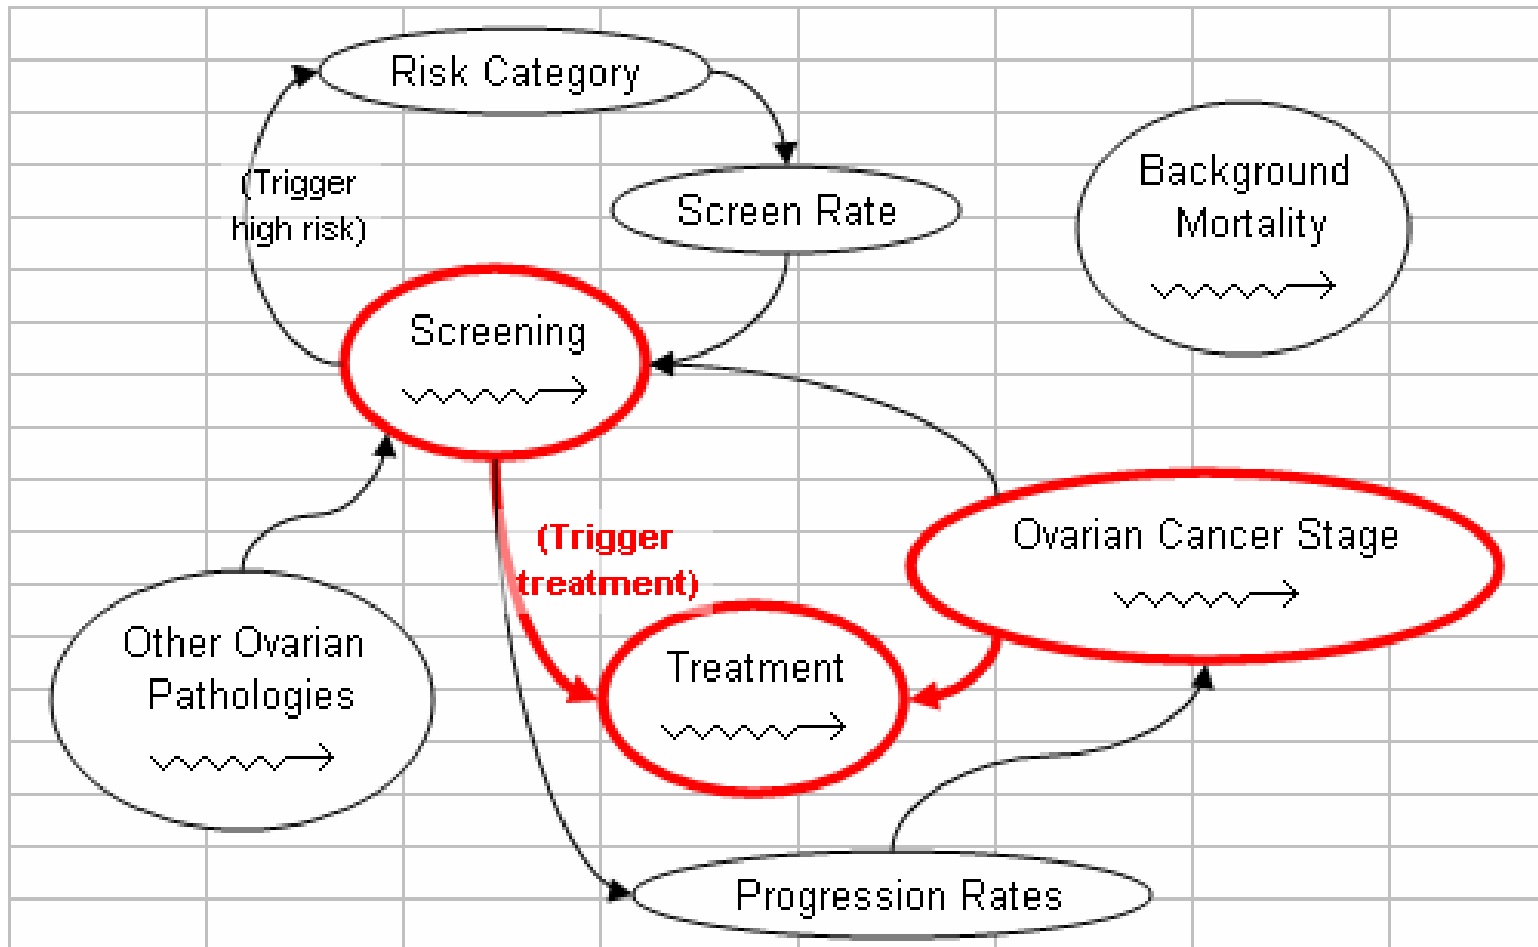 Risk Category
(Trigger
high risk)
Screen Rate
Background
Mortality
Screening
(Trigger
treatment)
Ovarian Cancer Stage
Other Ovarian
Pathologies
Treatment
Progression Rates